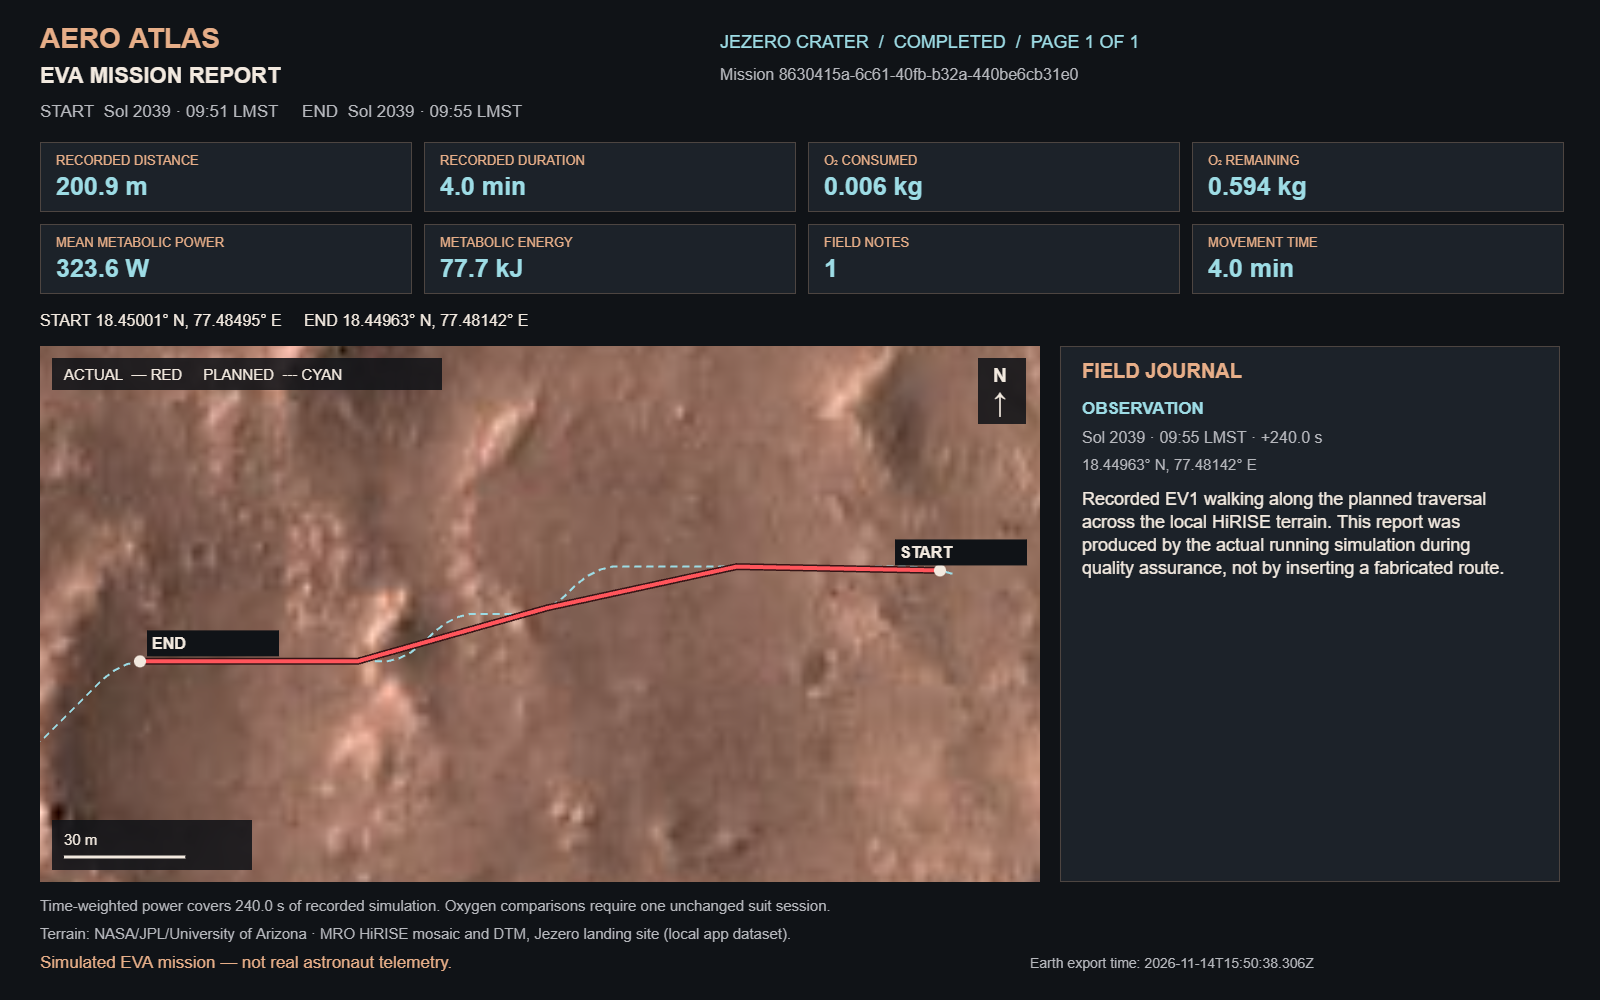 AERO ATLAS
EVA MISSION REPORT
START Sol 2039 · 09:51 LMST END Sol 2039 · 09:55 LMST
JEZERO CRATER / COMPLETED / PAGE 1 OF 1
Mission 8630415a-6c61-40fb-b32a-440be6cb31e0
RECORDED DISTANCE
200.9 m
RECORDED DURATION
4.0 min
O₂ CONSUMED
0.006 kg
O₂ REMAINING
0.594 kg
MEAN METABOLIC POWER
323.6 W
METABOLIC ENERGY
77.7 kJ
FIELD NOTES
1
MOVEMENT TIME
4.0 min
START 18.45001° N, 77.48495° E END 18.44963° N, 77.48142° E
ACTUAL — RED PLANNED --- CYAN
N
START
END
30 m
FIELD JOURNAL
OBSERVATION
Sol 2039 · 09:55 LMST · +240.0 s
18.44963° N, 77.48142° E
Recorded EV1 walking along the planned traversal
across the local HiRISE terrain. This report was
produced by the actual running simulation during
quality assurance, not by inserting a fabricated route.
Time-weighted power covers 240.0 s of recorded simulation. Oxygen comparisons require one unchanged suit session.
Terrain: NASA/JPL/University of Arizona · MRO HiRISE mosaic and DTM, Jezero landing site (local app dataset).
Simulated EVA mission — not real astronaut telemetry.
Earth export time: 2026-11-14T15:50:38.306Z